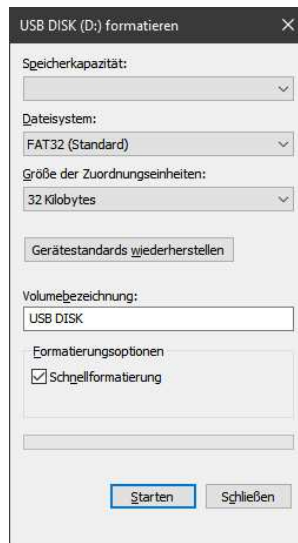 USB DISK (D:) formatieren
Speicherkapazität:
Dateisystem:
FAT32 (Standard)
Größe der Zuordnungseinheiten:
32 Kilobytes
Gerätestandards wiederherstellen
Volumebezeichnung:
USB DISK
Formatierungsoptionen
Schnellformatierung
Starten
Schließen